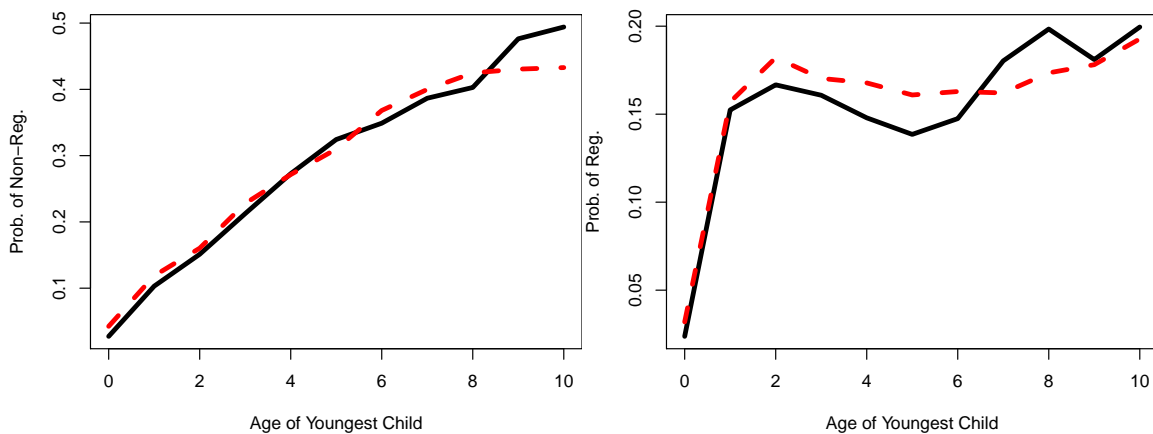 Prob. of Non−Reg.
0.5
0.4
0.3
0.2
0.1
0 2 4 6 8 10
Age of Youngest Child
Prob. of Reg.
0.20
0.15
0.10
0.05
0 2 4 6 8 10
Age of Youngest Child